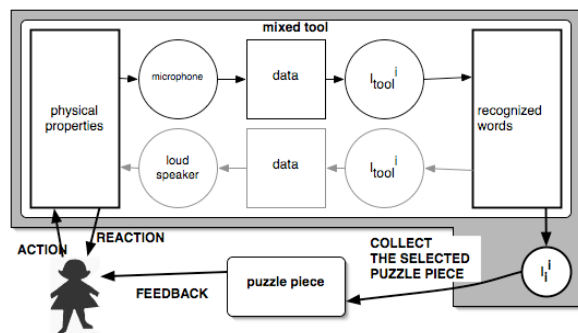 mixed tool
microphone
data
I tool i
physical
properties
recognized
words
loud
speaker
data
I tool i
ACTION
REACTION
COLLECT
THE SELECTED
PUZZLE PIECE
puzzle piece
FEEDBACK
I i i